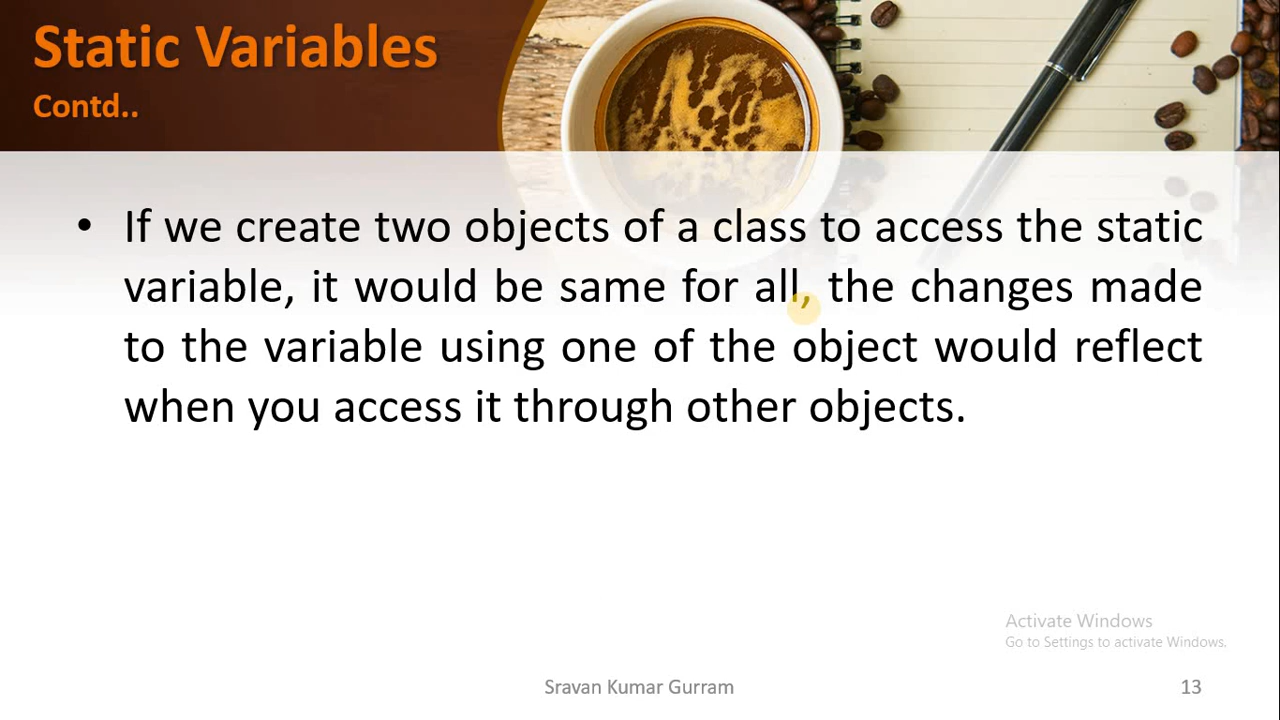 Static Variables
Contd..
• If we create two objects of a class to access the static
variable, it would be same for all, the changes made
to the variable using one of the object would reflect
when you access it through other objects.
Activate Windows
Go to Settings to activate Windows.
Sravan Kumar Gurram
13